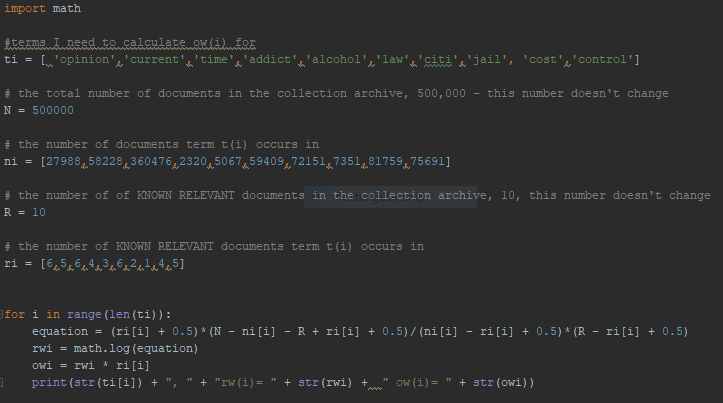 import math
#terms I need to calculate ow(i) for
ti = [ 'opinion','current','time','addict','alcohol','law','citi','jail', 'cost','control']
# the total number of documents in the collection archive, 500,000 - this number doesn't change
N = 500000
# the number of documents term t(i) occurs in
ni = [27988,58228,360476,2320,5067,59409,72151,7351,81759,75691]
# the number of of KNOWN RELEVANT documents in the collection archive, 10, this number doesn't change
R = 10
# the number of KNOWN RELEVANT documents term t(i) occurs in
ri = [6,5,6,4,3,6,2,1,4,5]
for i in range(len(ti)):
    equation = (ri[i] + 0.5)*(N - ni[i] - R + ri[i] + 0.5)/(ni[i] - ri[i] + 0.5)*(R - ri[i] + 0.5)
    rwi = math.log(equation)
    owi = rwi * ri[i]
    print(str(ti[i]) + ", " + "rw(i)= " + str(rwi) +  " ow(i)= " + str(owi))